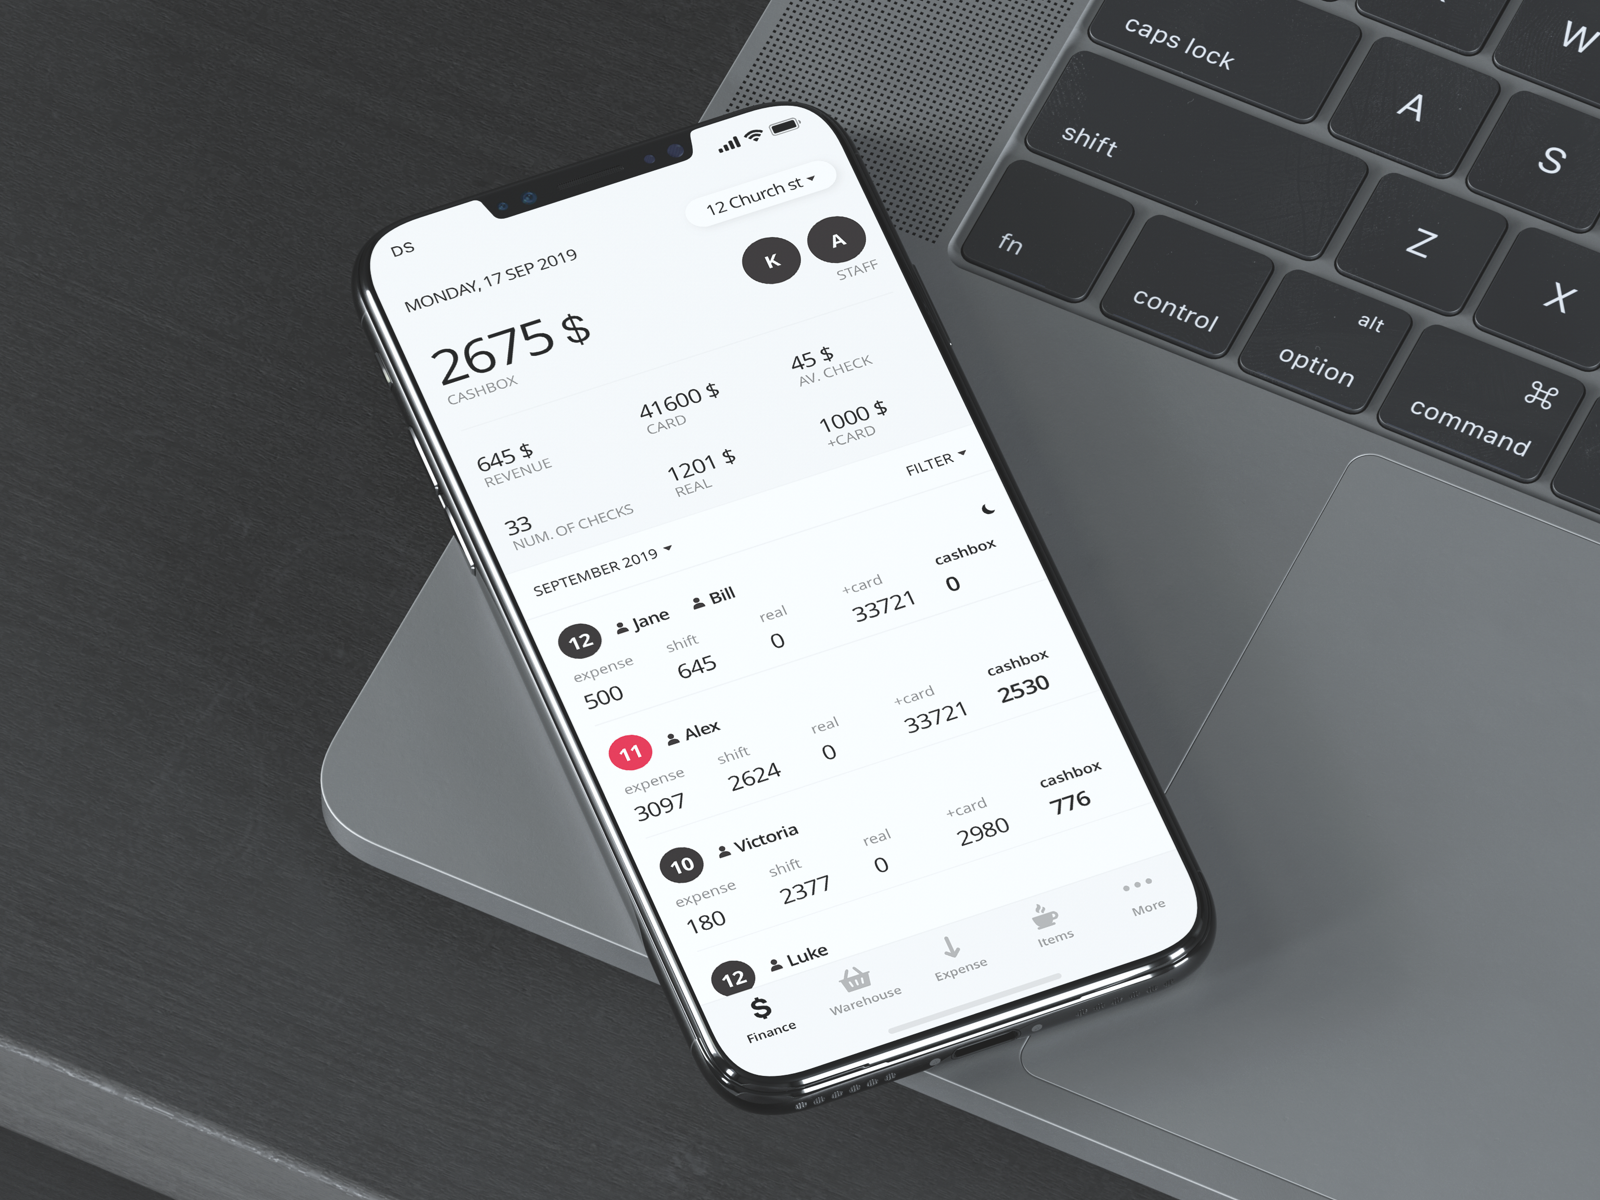 DS
12 Church st
MONDAY, 17 SEP 2019
K
A
STAFF
2675 $
CASHBOX
645 $
REVENUE
41600 $
CARD
45 $
AV. CHECK
33
NUM. OF CHECKS
1201 $
REAL
1000 $
+CARD
SEPTEMBER 2019
FILTER
12 Jane Bill
expense shift real +card cashbox
500 645 0 33721 0
11 Alex
expense shift real +card cashbox
3097 2624 0 33721 2530
10 Victoria
expense shift real +card cashbox
180 2377 0 2980 776
12 Luke
$
Finance
Warehouse
Expense
Items
More
caps lock
A
W
shift
S
fn
Z
control
X
alt
option
⌘
command